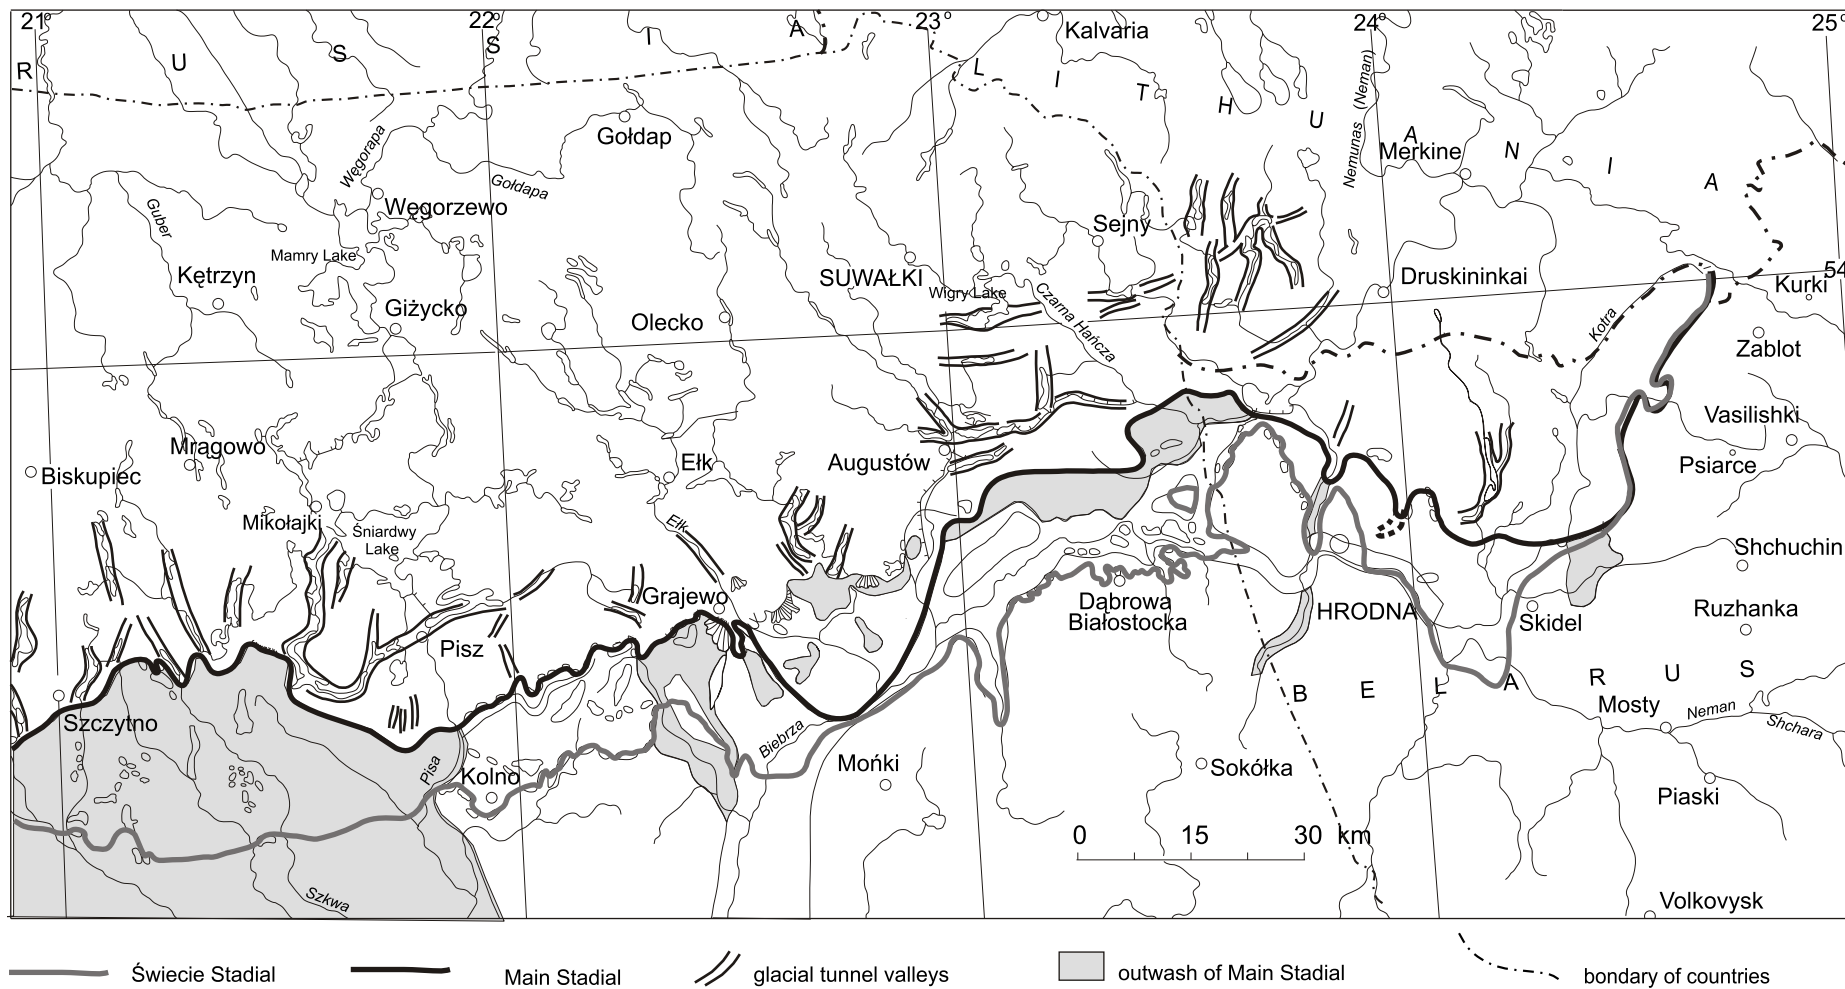 21°
22°
23°
24°
25°
R U S S I A
Kalvaria
L I T H U A N I A
Nemunas (Neman)
Merkine
Gołdap
Węgorapa
Gołdapa
Węgorzewo
Guber
Mamry Lake
Kętrzyn
Giżycko
Olecko
SUWAŁKI
Wigry Lake
Sejny
Czarna Hańcza
Druskininkai
54
Kurki
Kotra
Zablot
Vasilishki
Psiarce
Mrągowo
Biskupiec
Ełk
Augustów
Mikołajki
Śniardwy
Lake
Ełk
Shchuchin
Grajewo
Dąbrowa
Białostocka
HRODNA
Skidel
Ruzhanka
Pisz
B E L A R U S
Mosty
Neman
Shchara
Szczytno
Pisa
Kolno
Biebrza
Mońki
Sokółka
Piaski
0 15 30 km
Szkwa
Volkovysk
Świecie Stadial
Main Stadial
glacial tunnel valleys
outwash of Main Stadial
bondary of countries